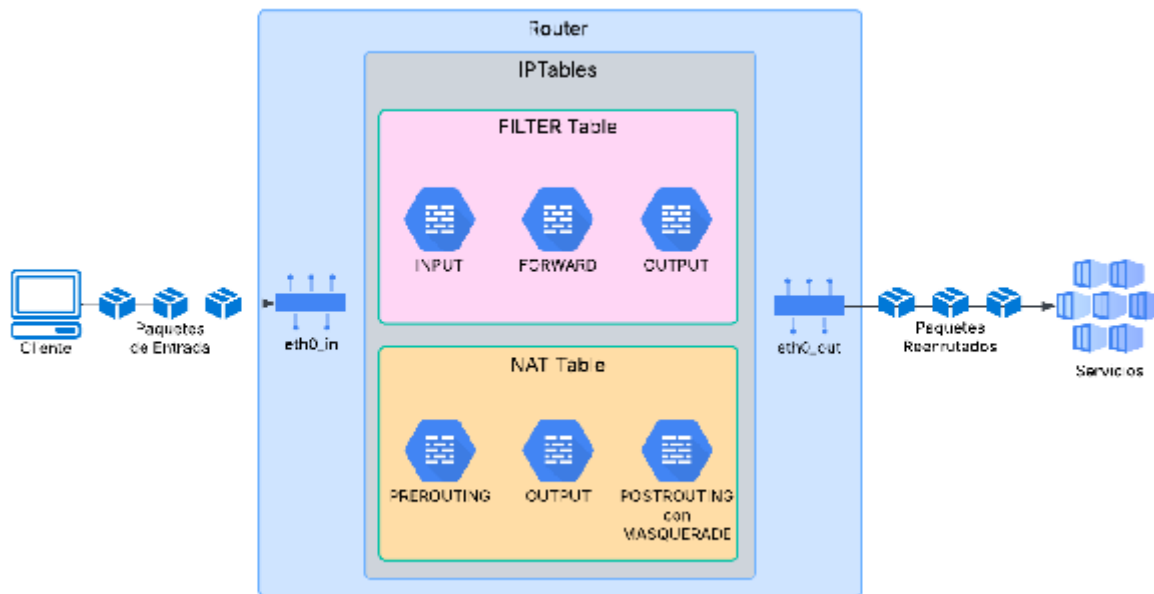 Router
IPTables
FILTER Table
INPUT
FORWARD
OUTPUT
Cliente
Paquetes
de Entrada
eth0_in
eth0_out
Paquetes
Reenrutados
Servicios
NAT Table
PREROUTING
OUTPUT
POSTROUTING
con
MASQUERADE